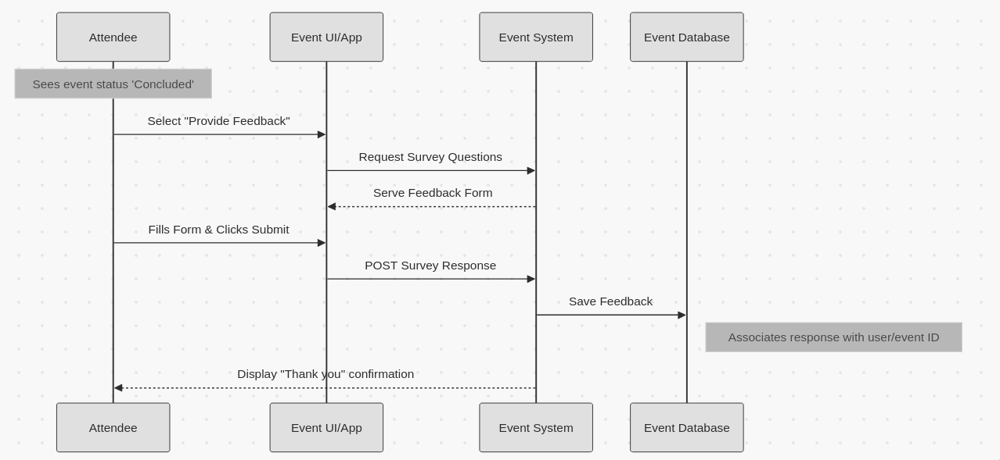 Attendee
Event UI/App
Event System
Event Database
Sees event status 'Concluded'
Select "Provide Feedback"
Request Survey Questions
Serve Feedback Form
Fills Form & Clicks Submit
POST Survey Response
Save Feedback
Associates response with user/event ID
Display "Thank you" confirmation
Attendee
Event UI/App
Event System
Event Database